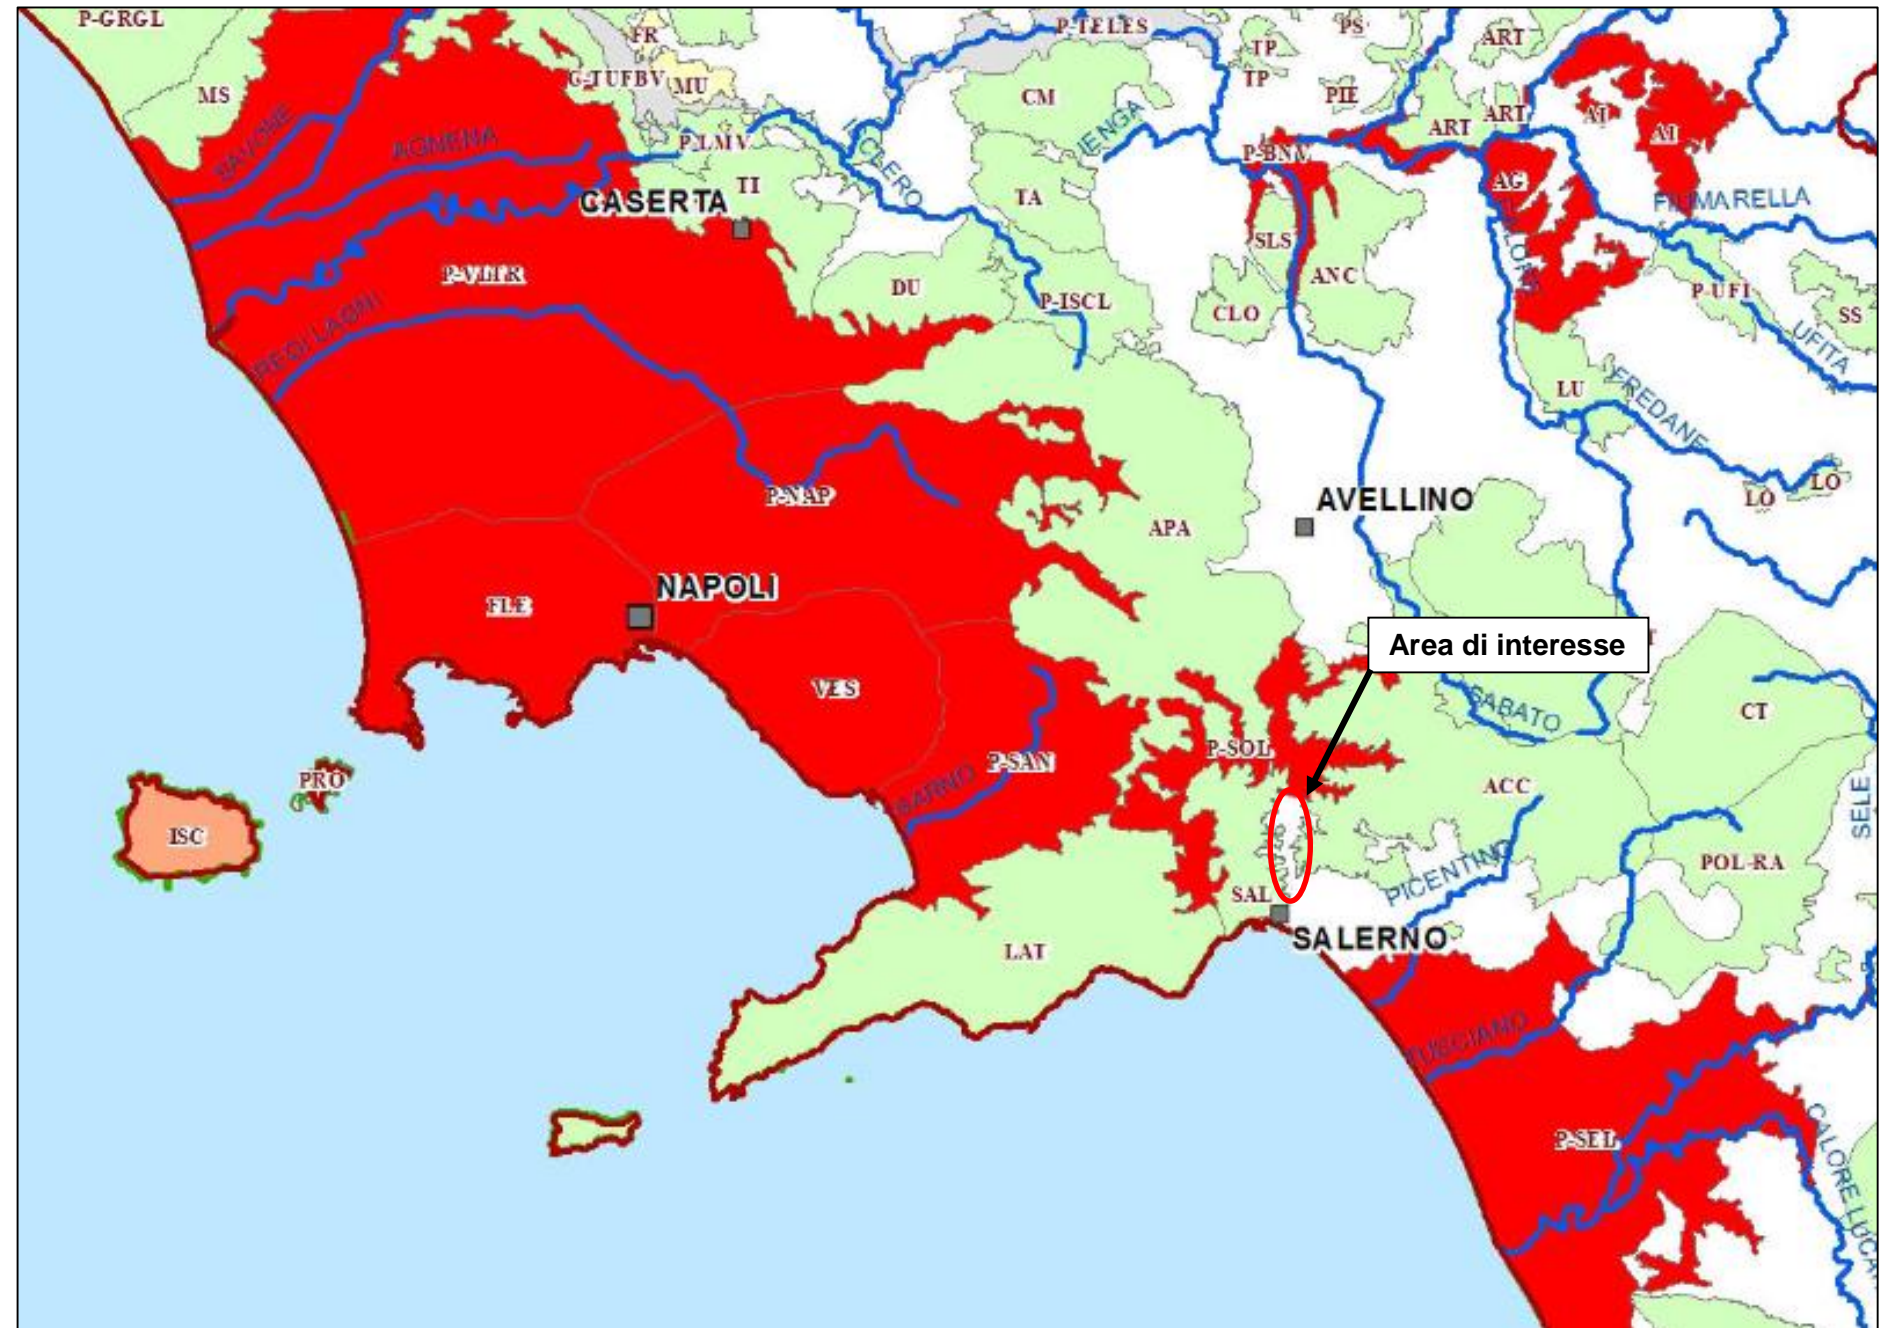 P-GRGL
FR
P-TELES
PS
ART
TP
TP
MS
G-TUFBV
MU
CM
PIE
ART
ART
AI
AI
SAVONE
AGNENA
P-LMV
ISCLERO
IENGA
P-BNV
TI
TA
AG
FIUMARELLA
CASERTA
SLS
ANC
P-VLTR
DU
P-ISCL
CLO
P-UFI
SS
UFITA
REGI LAGNI
LU
FREDANE
P-NAP
AVELLINO
LO
LO
APA
NAPOLI
FLE
Area di interesse
VES
SABATO
CT
P-SOL
P-SAN
PRO
SARNO
ACC
SELE
ISC
PICENTINO
POL-RA
SAL
SALERNO
LAT
TUSCIANO
P-SEL